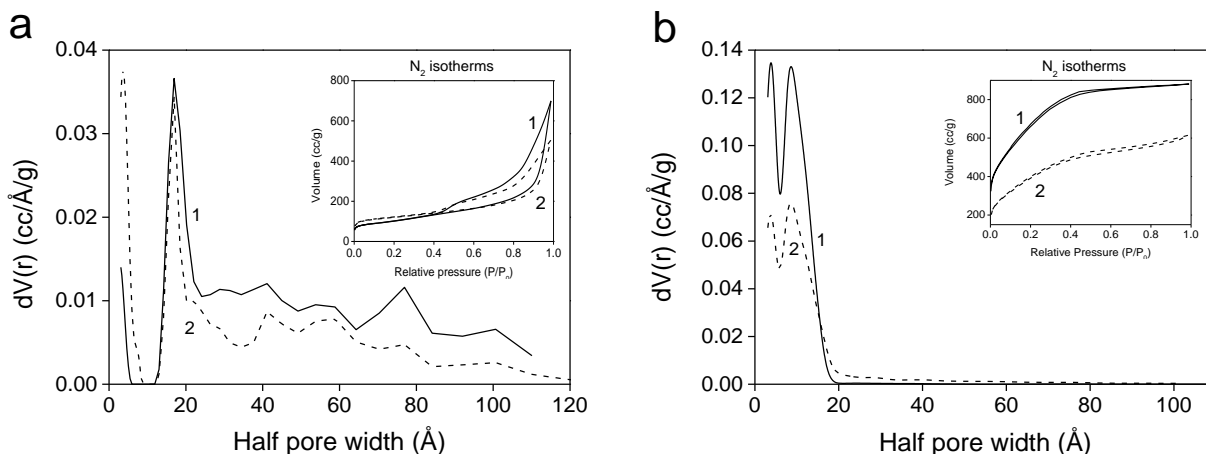 a
0.04
0.03
0.02
0.01
0.00
dV(r) (cc/Å/g)
0 20 40 60 80 100 120
Half pore width (Å)
1
2
N2 isotherms
800
600
400
200
0
Volume (cc/g)
0.0 0.2 0.4 0.6 0.8 1.0
Relative pressure (P/P0)
1
2
b
0.14
0.12
0.10
0.08
0.06
0.04
0.02
0.00
dV(r) (cc/Å/g)
0 20 40 60 80 100
Half pore width (Å)
1
2
N2 isotherms
800
600
400
200
Volume (cc/g)
0.0 0.2 0.4 0.6 0.8 1.0
Relative pressure (P/P0)
1
2